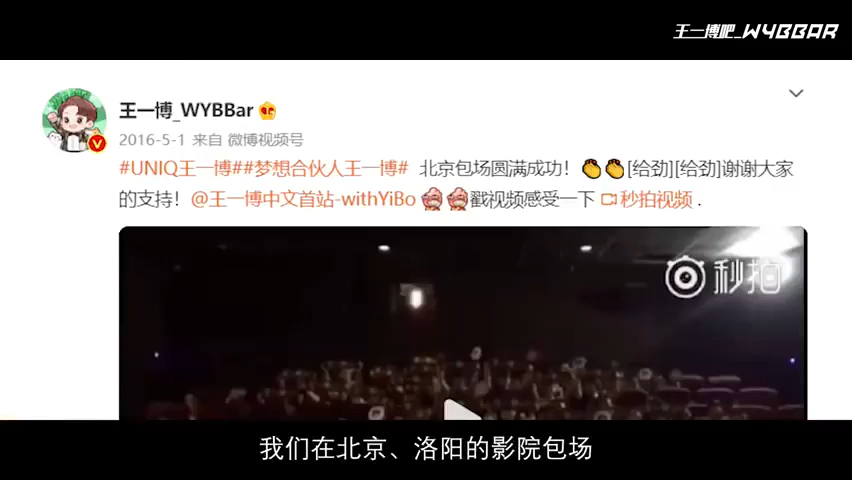 王一博吧_WYBBAR
王一博_WYBBar
2016-5-1 来自 微博视频号
#UNIQ王一博##梦想合伙人王一博# 北京包场圆满成功！👏👏[给劲][给劲]谢谢大家
的支持！@王一博中文首站-withYiBo 戳视频感受一下 秒拍视频 .
秒拍
我们在北京、洛阳的影院包场